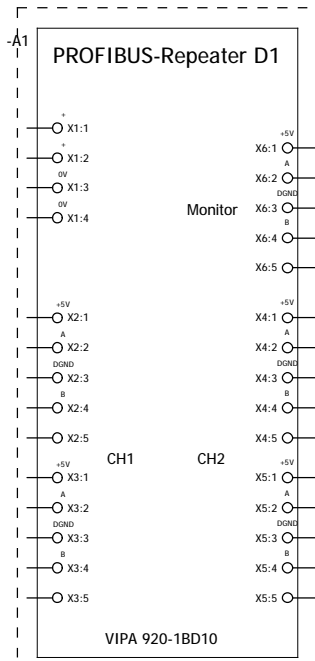 -A1
PROFIBUS-Repeater D1
+
X1:1
+
X1:2
0V
X1:3
0V
X1:4
+5V
X6:1
A
X6:2
DGND
Monitor X6:3
B
X6:4
X6:5
+5V +5V
X2:1 X4:1
A A
X2:2 X4:2
DGND DGND
X2:3 X4:3
B B
X2:4 X4:4
X2:5 X4:5
CH1 CH2
+5V +5V
X3:1 X5:1
A A
X3:2 X5:2
DGND DGND
X3:3 X5:3
B B
X3:4 X5:4
X3:5 X5:5
VIPA 920-1BD10